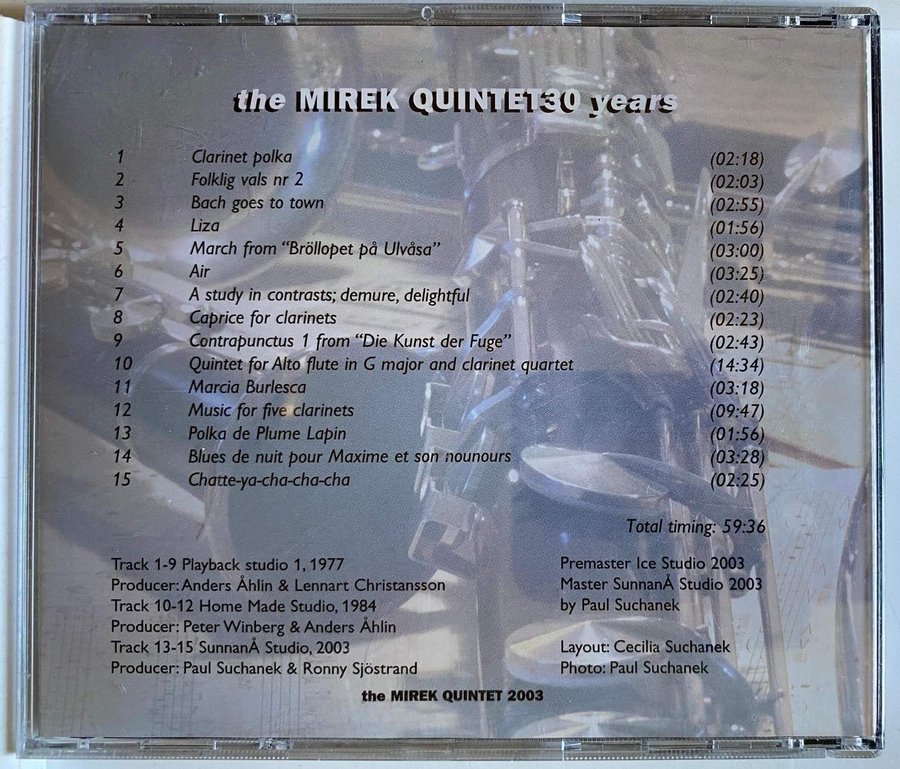 the MIREK QUINTET30 years
1 Clarinet polka (02:18)
2 Folklig vals nr 2 (02:03)
3 Bach goes to town (02:55)
4 Liza (01:56)
5 March from “Bröllopet på Ulvåsa” (03:00)
6 Air (03:25)
7 A study in contrasts; demure, delightful (02:40)
8 Caprice for clarinets (02:23)
9 Contrapunctus 1 from “Die Kunst der Fuge” (02:43)
10 Quintet for Alto flute in G major and clarinet quartet (14:34)
11 Marcia Burlesca (03:18)
12 Music for five clarinets (09:47)
13 Polka de Plume Lapin (01:56)
14 Blues de nuit pour Maxime et son nounours (03:28)
15 Chatte-ya-cha-cha-cha (02:25)
Total timing: 59:36
Track 1-9 Playback studio 1, 1977
Producer: Anders Åhlin & Lennart Christansson
Track 10-12 Home Made Studio, 1984
Producer: Peter Winberg & Anders Åhlin
Track 13-15 SunnanÅ Studio, 2003
Producer: Paul Suchanek & Ronny Sjöstrand
Premaster Ice Studio 2003
Master SunnanÅ Studio 2003
by Paul Suchanek
Layout: Cecilia Suchanek
Photo: Paul Suchanek
the MIREK QUINTET 2003